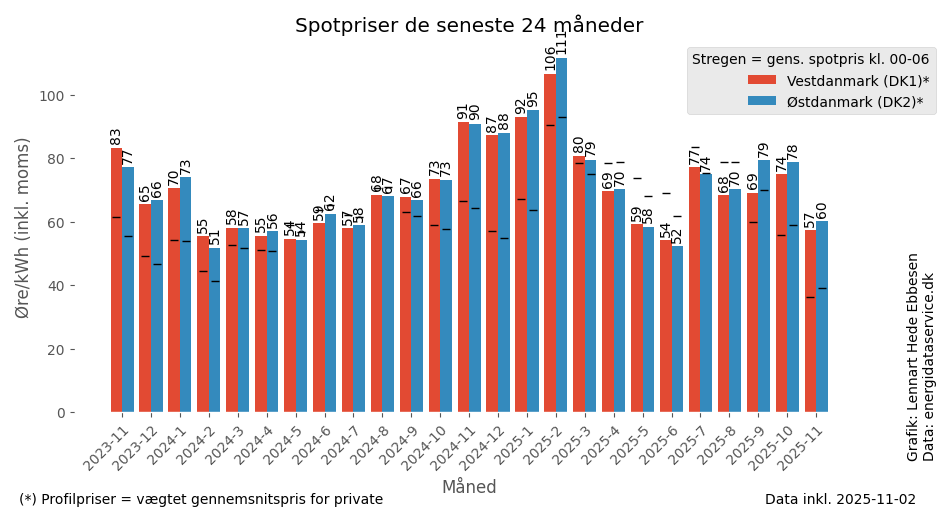 Spotpriser de seneste 24 måneder
Stregen = gens. spotpris kl. 00-06
Vestdanmark (DK1)*
Østdanmark (DK2)*
Øre/kWh (inkl. moms)
100
80
60
40
20
0
83 77 65 66 70 73 55 51 58 57 55 56 54 54 59 62 57 58 68 67 67 66 73 73 91 90 87 88 92 95 106 111 80 79 69 70 59 58 54 52 77 74 68 70 69 79 74 78 57 60
2023-11 2023-12 2024-1 2024-2 2024-3 2024-4 2024-5 2024-6 2024-7 2024-8 2024-9 2024-10 2024-11 2024-12 2025-1 2025-2 2025-3 2025-4 2025-5 2025-6 2025-7 2025-8 2025-9 2025-10 2025-11
Måned
Grafik: Lennart Hede Ebbesen
Data: energidataservice.dk
(*) Profilpriser = vægtet gennemsnitspris for private
Data inkl. 2025-11-02